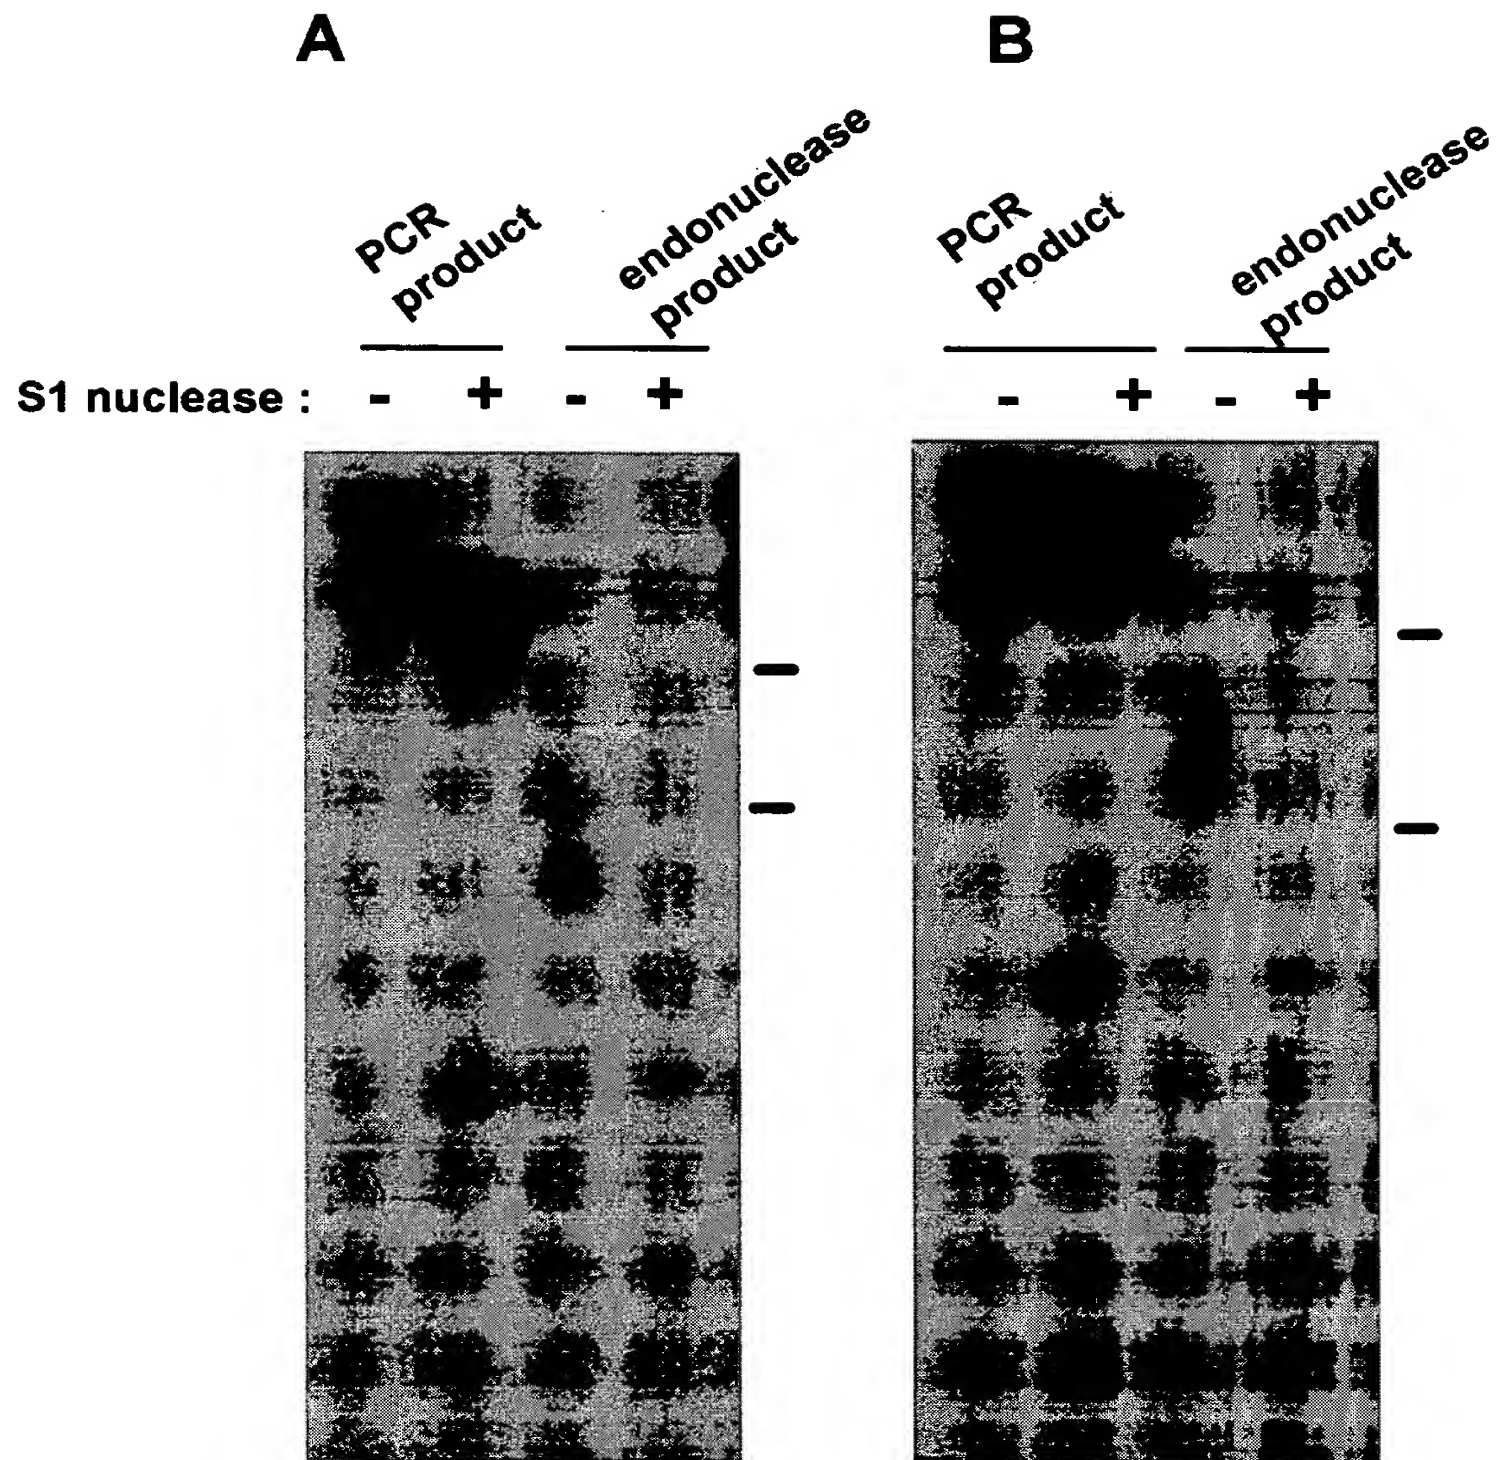 A
B
PCR
product
endonuclease
product
PCR
product
endonuclease
product
S1 nuclease : - + - +
- + - +